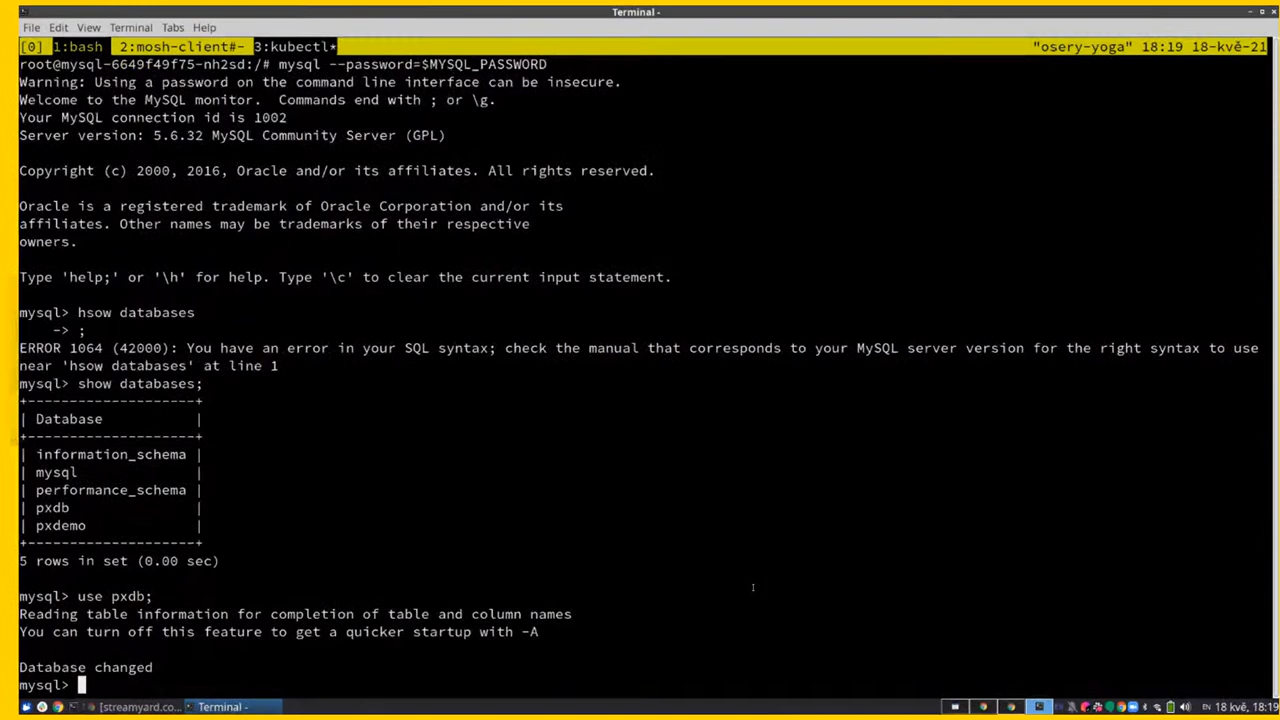 Terminal -
File Edit View Terminal Tabs Help
[0] 1:bash 2:mosh-client#- 3:kubectl* "osery-yoga" 18:19 18-kvě-21
root@mysql-6649f49f75-nh2sd:/# mysql --password=$MYSQL_PASSWORD
Warning: Using a password on the command line interface can be insecure.
Welcome to the MySQL monitor.  Commands end with ; or \g.
Your MySQL connection id is 1002
Server version: 5.6.32 MySQL Community Server (GPL)
Copyright (c) 2000, 2016, Oracle and/or its affiliates. All rights reserved.
Oracle is a registered trademark of Oracle Corporation and/or its
affiliates. Other names may be trademarks of their respective
owners.
Type 'help;' or '\h' for help. Type '\c' to clear the current input statement.
mysql> hsow databases
    -> ;
ERROR 1064 (42000): You have an error in your SQL syntax; check the manual that corresponds to your MySQL server version for the right syntax to use
near 'hsow databases' at line 1
mysql> show databases;
+--------------------+
| Database           |
+--------------------+
| information_schema |
| mysql              |
| performance_schema |
| pxdb               |
| pxdemo             |
+--------------------+
5 rows in set (0.00 sec)
mysql> use pxdb;
Reading table information for completion of table and column names
You can turn off this feature to get a quicker startup with -A
Database changed
mysql>
[streamyard.co... Terminal - EN 18 kvě, 18:19